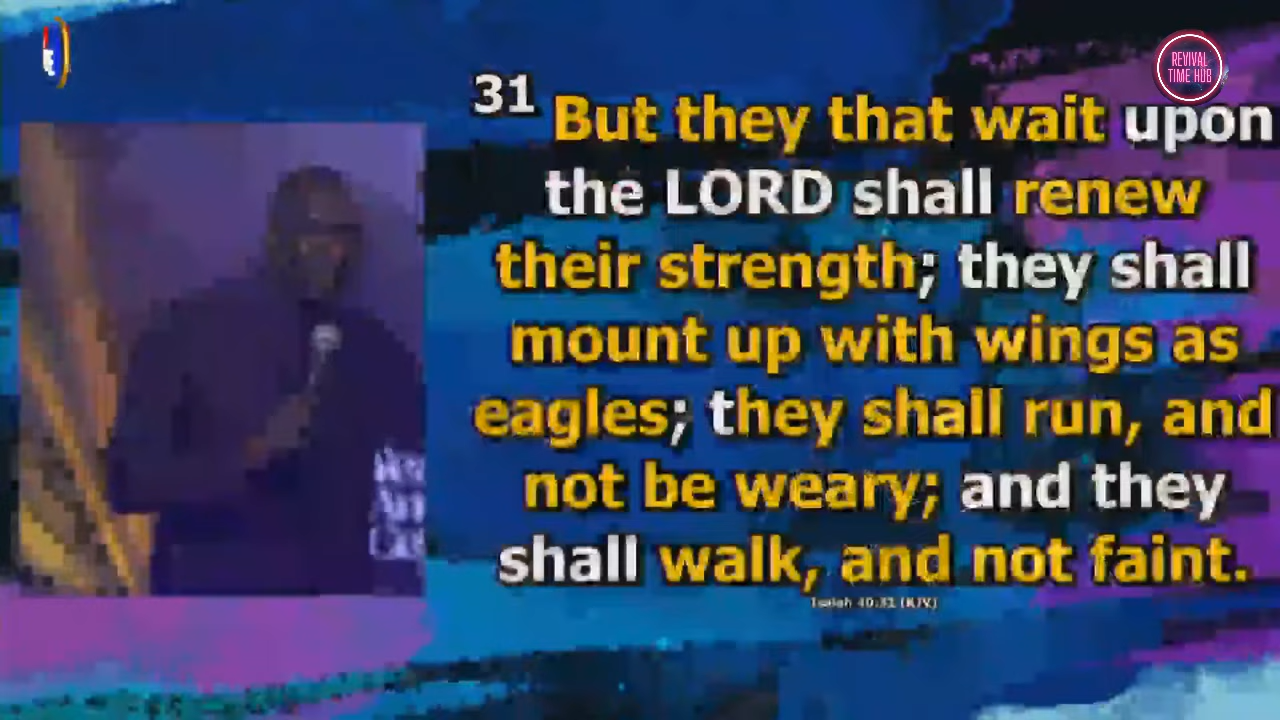 REVIVAL
TIME HUB
31 But they that wait upon
the LORD shall renew
their strength; they shall
mount up with wings as
eagles; they shall run, and
not be weary; and they
shall walk, and not faint.
Isaiah 40:31 (KJV)